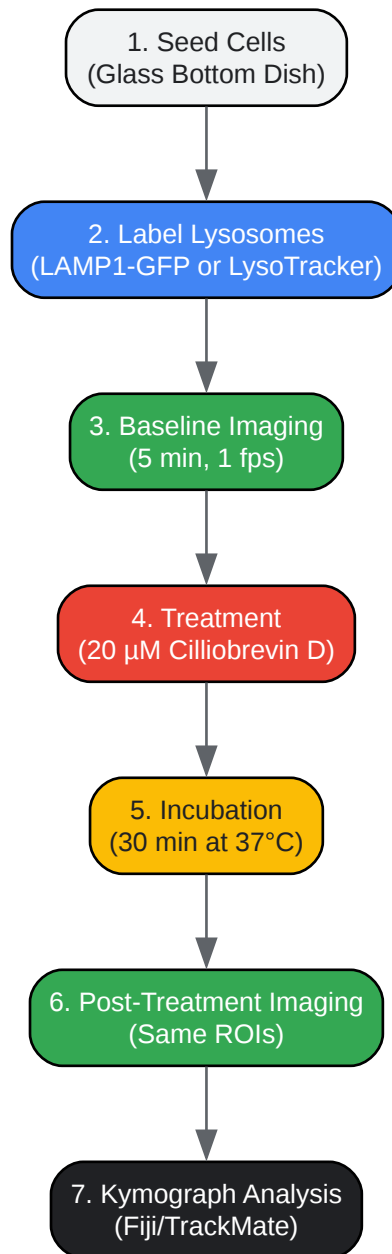 1. Seed Cells
(Glass Bottom Dish)
2. Label Lysosomes
(LAMP1-GFP or LysoTracker)
3. Baseline Imaging
(5 min, 1 fps)
4. Treatment
(20 µM Cilliobrevin D)
5. Incubation
(30 min at 37°C)
6. Post-Treatment Imaging
(Same ROIs)
7. Kymograph Analysis
(Fiji/TrackMate)